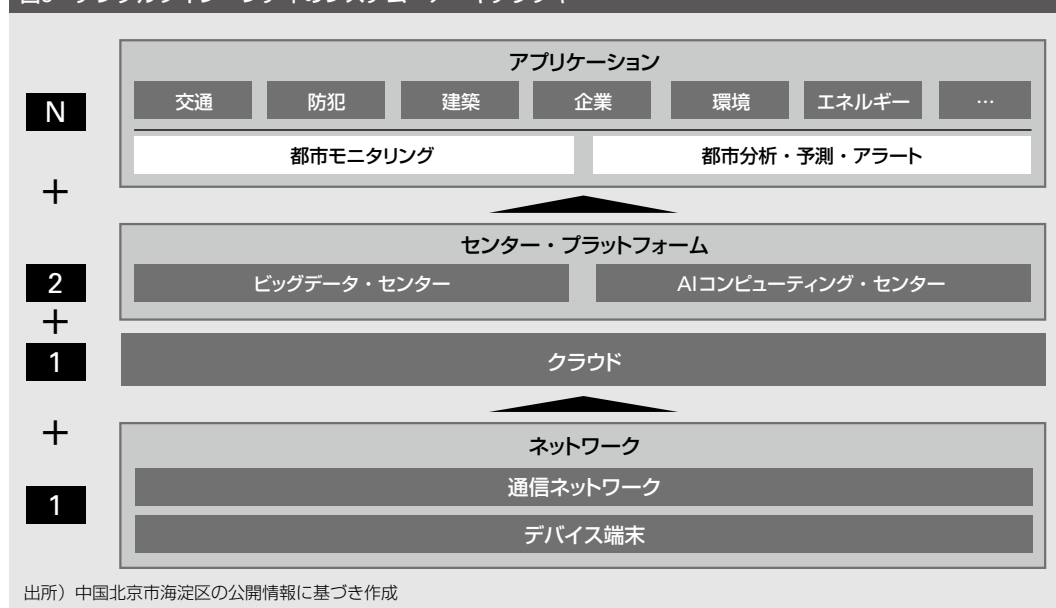 アプリケーション
N
交通 防犯 建築 企業 環境 エネルギー …
都市モニタリング 都市分析・予測・アラート
+
センター・プラットフォーム
2
ビッグデータ・センター AIコンピューティング・センター
+
1
クラウド
+
ネットワーク
通信ネットワーク
1
デバイス端末
出所）中国北京市海淀区の公開情報に基づき作成